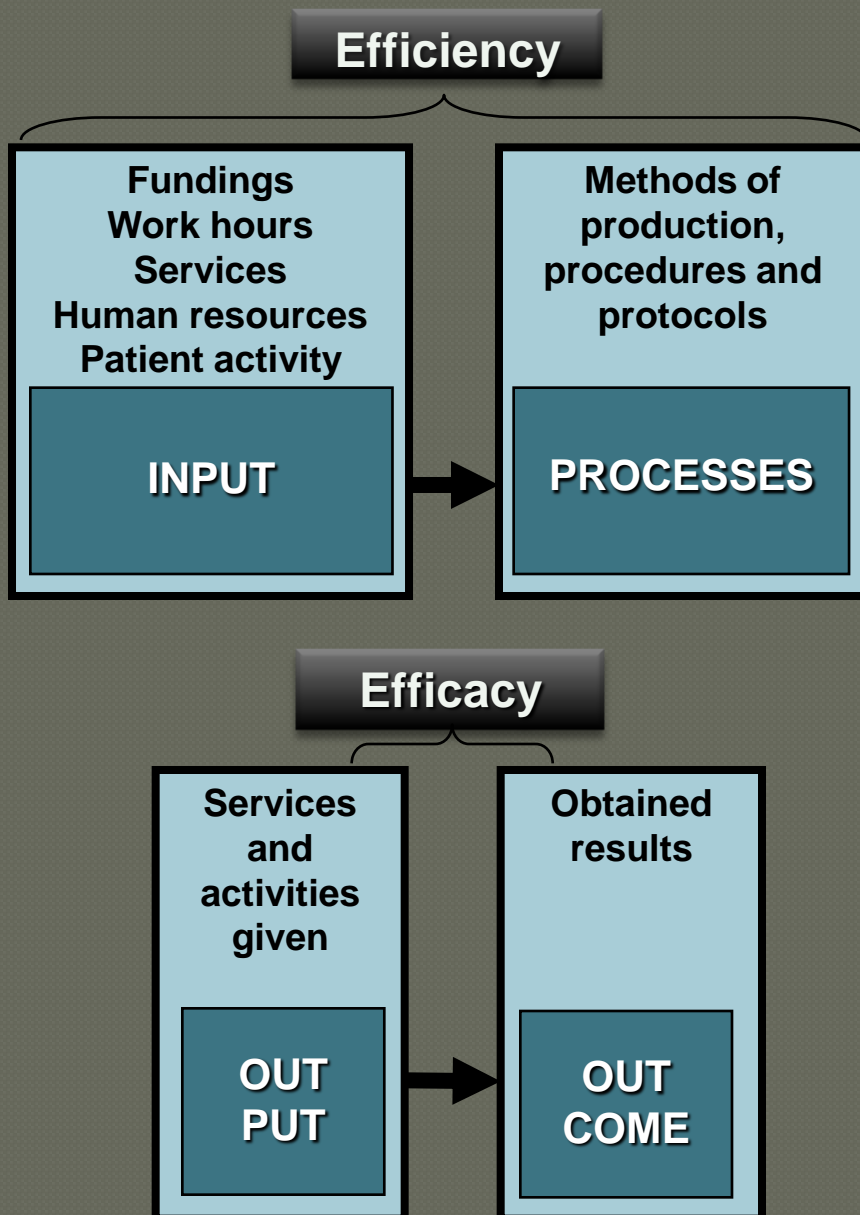 Efficiency
Fundings
Work hours
Services
Human resources
Patient activity
INPUT
Methods of
production,
procedures and
protocols
PROCESSES
Efficacy
Services
and
activities
given
OUT
PUT
Obtained
results
OUT
COME